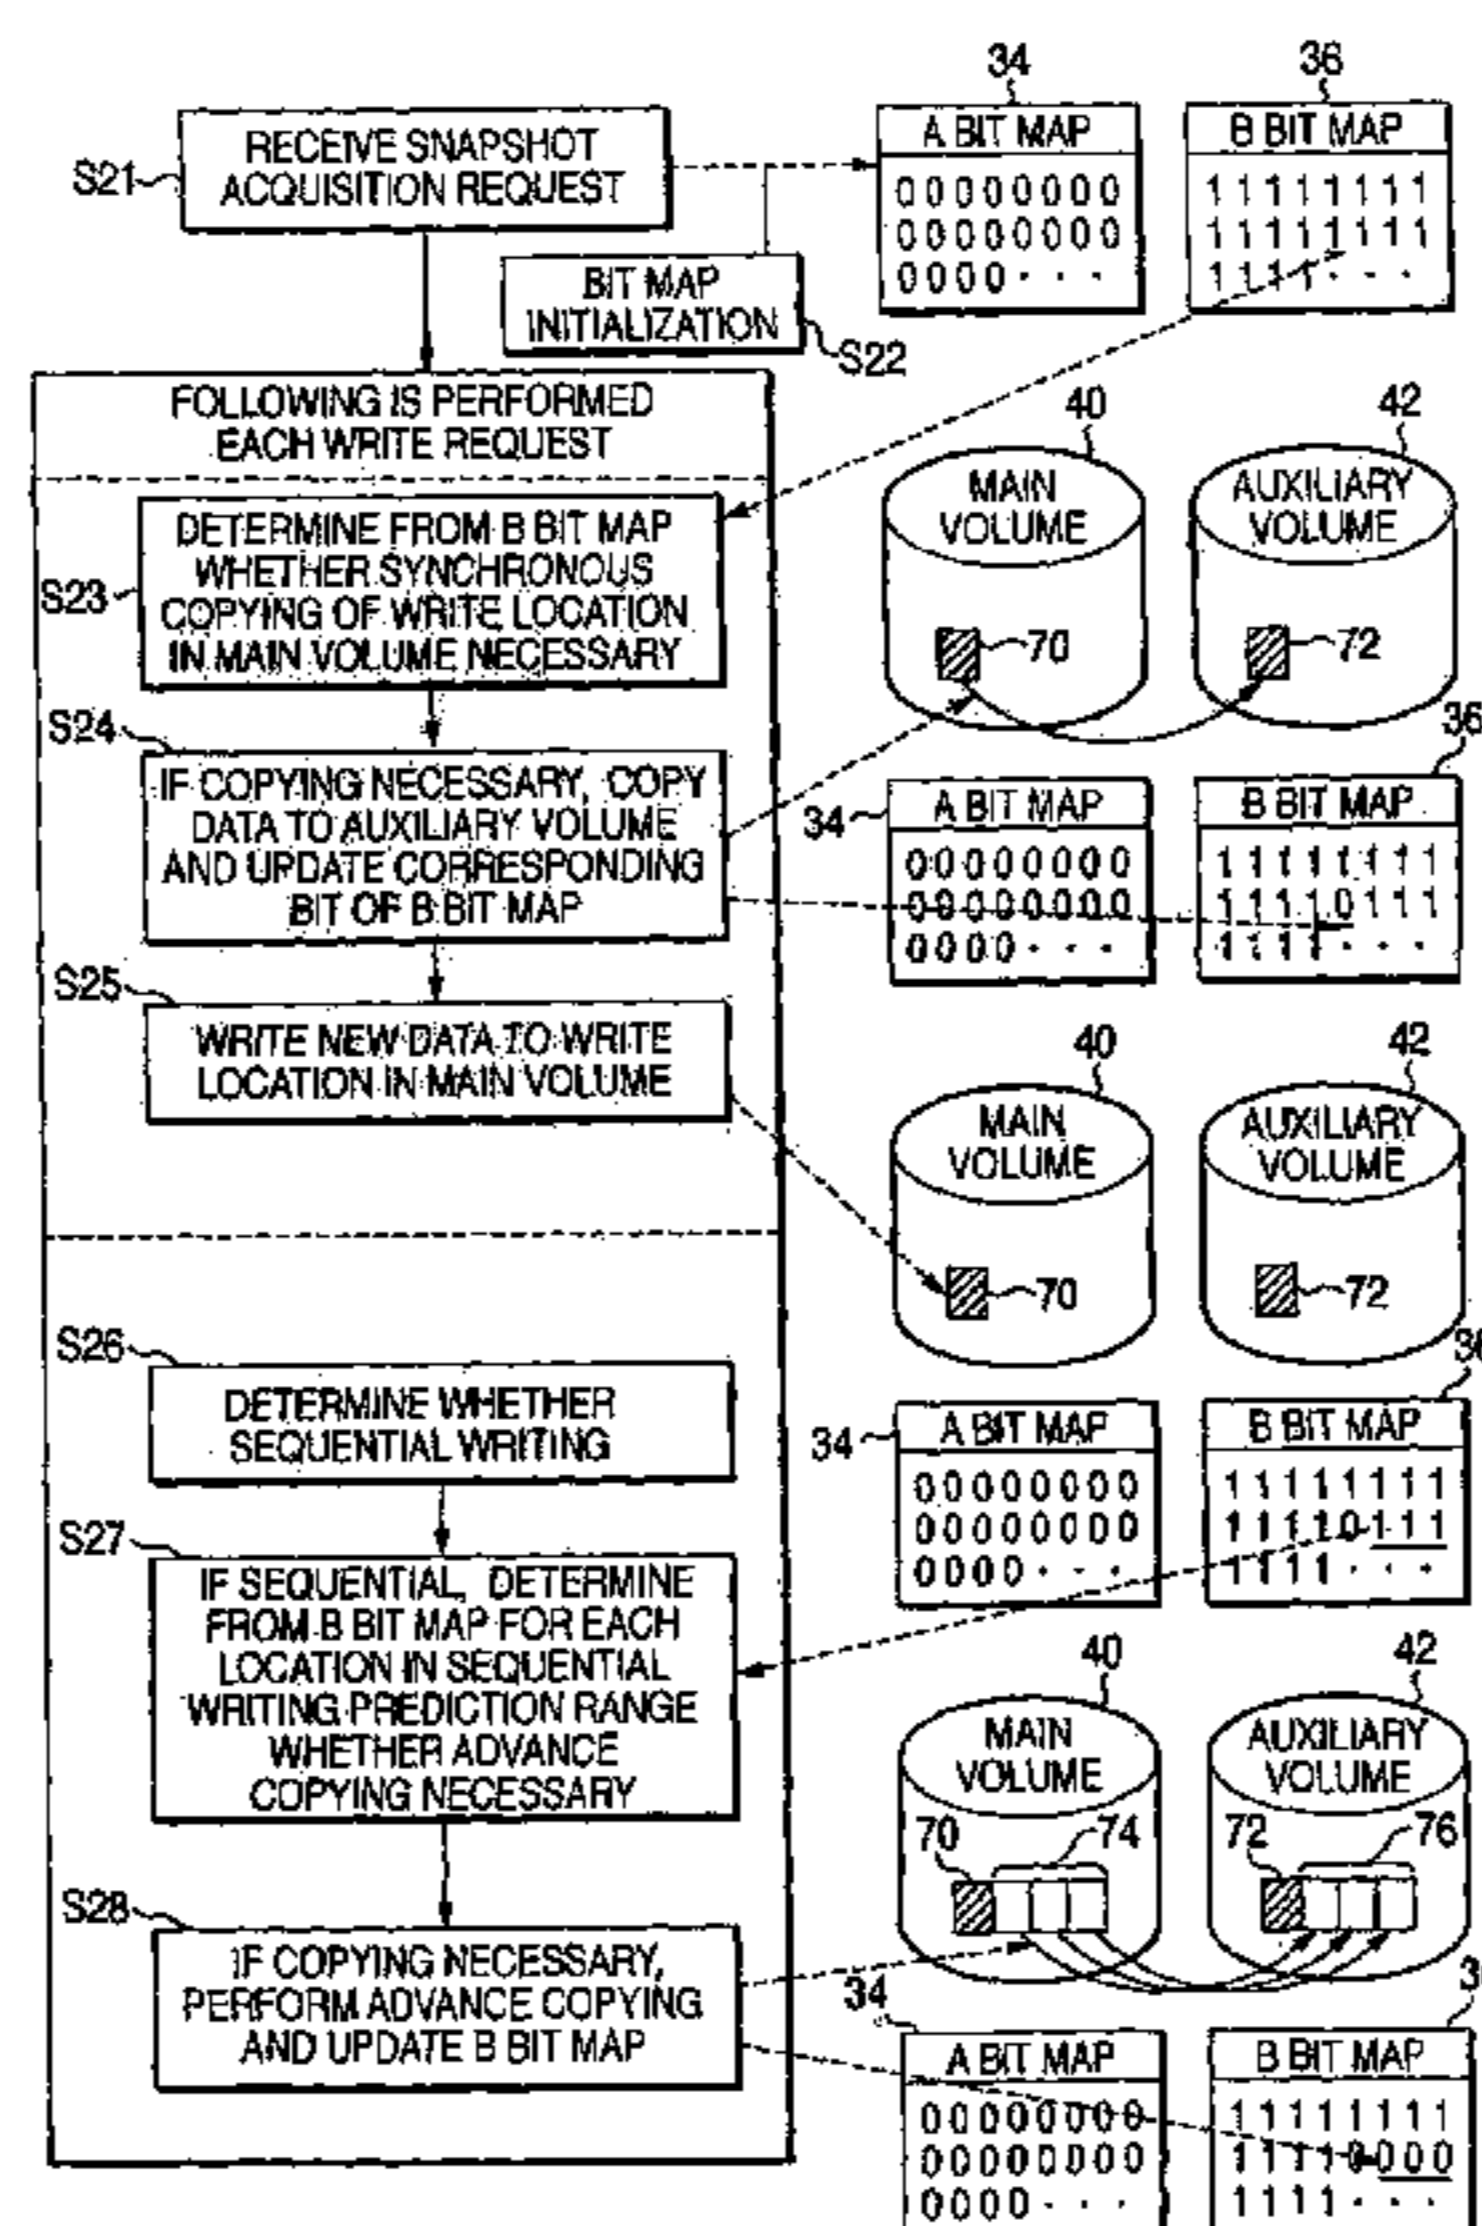 34
36
RECEIVE SNAPSHOT
ACQUISITION REQUEST
S21
A BIT MAP
00000000
00000000
0000···
B BIT MAP
11111111
11111111
1111···
BIT MAP
INITIALIZATION
S22
FOLLOWING IS PERFORMED
EACH WRITE REQUEST
DETERMINE FROM B BIT MAP
WHETHER SYNCHRONOUS
COPYING OF WRITE LOCATION
IN MAIN VOLUME NECESSARY
S23
40
42
MAIN
VOLUME
AUXILIARY
VOLUME
70
72
S24
IF COPYING NECESSARY, COPY
DATA TO AUXILIARY VOLUME
AND UPDATE CORRESPONDING
BIT OF B BIT MAP
36
34
A BIT MAP
00000000
00000000
0000···
B BIT MAP
11111111
11110111
1111···
S25
WRITE NEW DATA TO WRITE
LOCATION IN MAIN VOLUME
40
42
MAIN
VOLUME
AUXILIARY
VOLUME
70
72
S26
DETERMINE WHETHER
SEQUENTIAL WRITING
34
A BIT MAP
00000000
00000000
0000···
B BIT MAP
11111111
11110111
1111···
S27
IF SEQUENTIAL, DETERMINE
FROM B BIT MAP FOR EACH
LOCATION IN SEQUENTIAL
WRITING PREDICTION RANGE
WHETHER ADVANCE
COPYING NECESSARY
40
42
MAIN
VOLUME
AUXILIARY
VOLUME
70
74
72
76
S28
IF COPYING NECESSARY,
PERFORM ADVANCE COPYING
AND UPDATE B BIT MAP
34
A BIT MAP
00000000
00000000
0000···
B BIT MAP
11111111
11110000
1111···